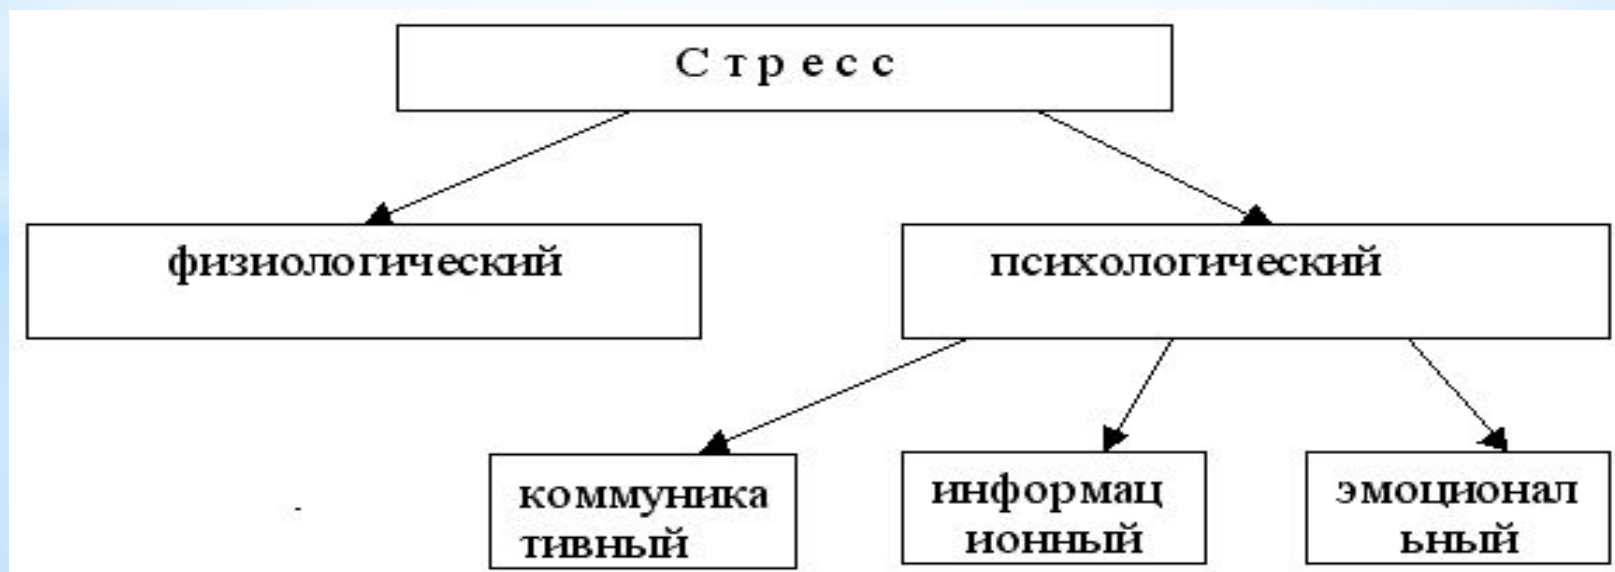 С т р е с с
физиологический
психологический
коммуника
тивный
информац
ионный
эмоционал
ьный